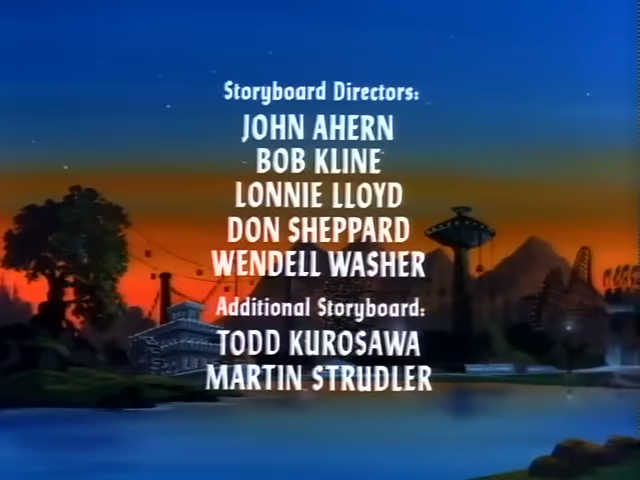 Storyboard Directors:
JOHN AHERN
BOB KLINE
LONNIE LLOYD
DON SHEPPARD
WENDELL WASHER
Additional Storyboard:
TODD KUROSAWA
MARTIN STRUDLER